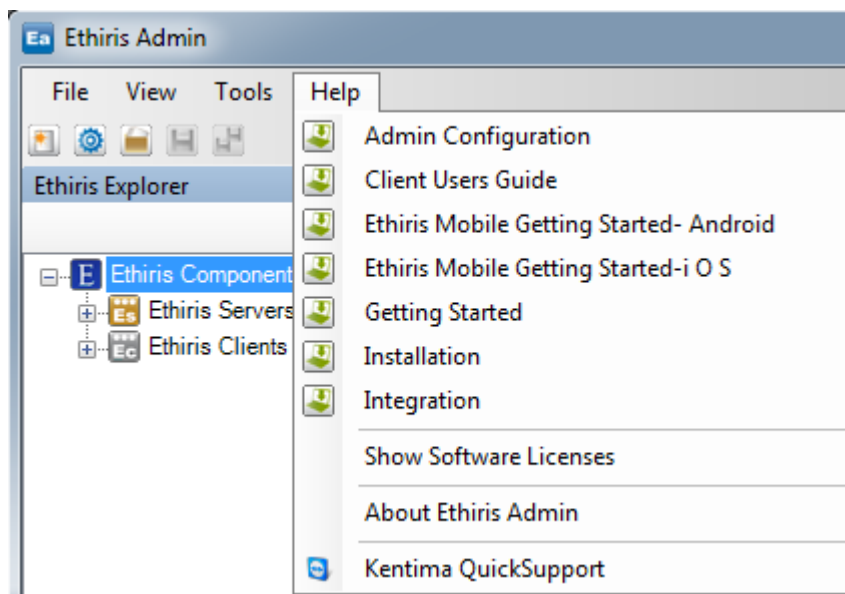 Ea Ethiris Admin
File View Tools Help
Ethiris Explorer
E Ethiris Component
Es Ethiris Servers
Ec Ethiris Clients
Admin Configuration
Client Users Guide
Ethiris Mobile Getting Started- Android
Ethiris Mobile Getting Started-i O S
Getting Started
Installation
Integration
Show Software Licenses
About Ethiris Admin
Kentima QuickSupport